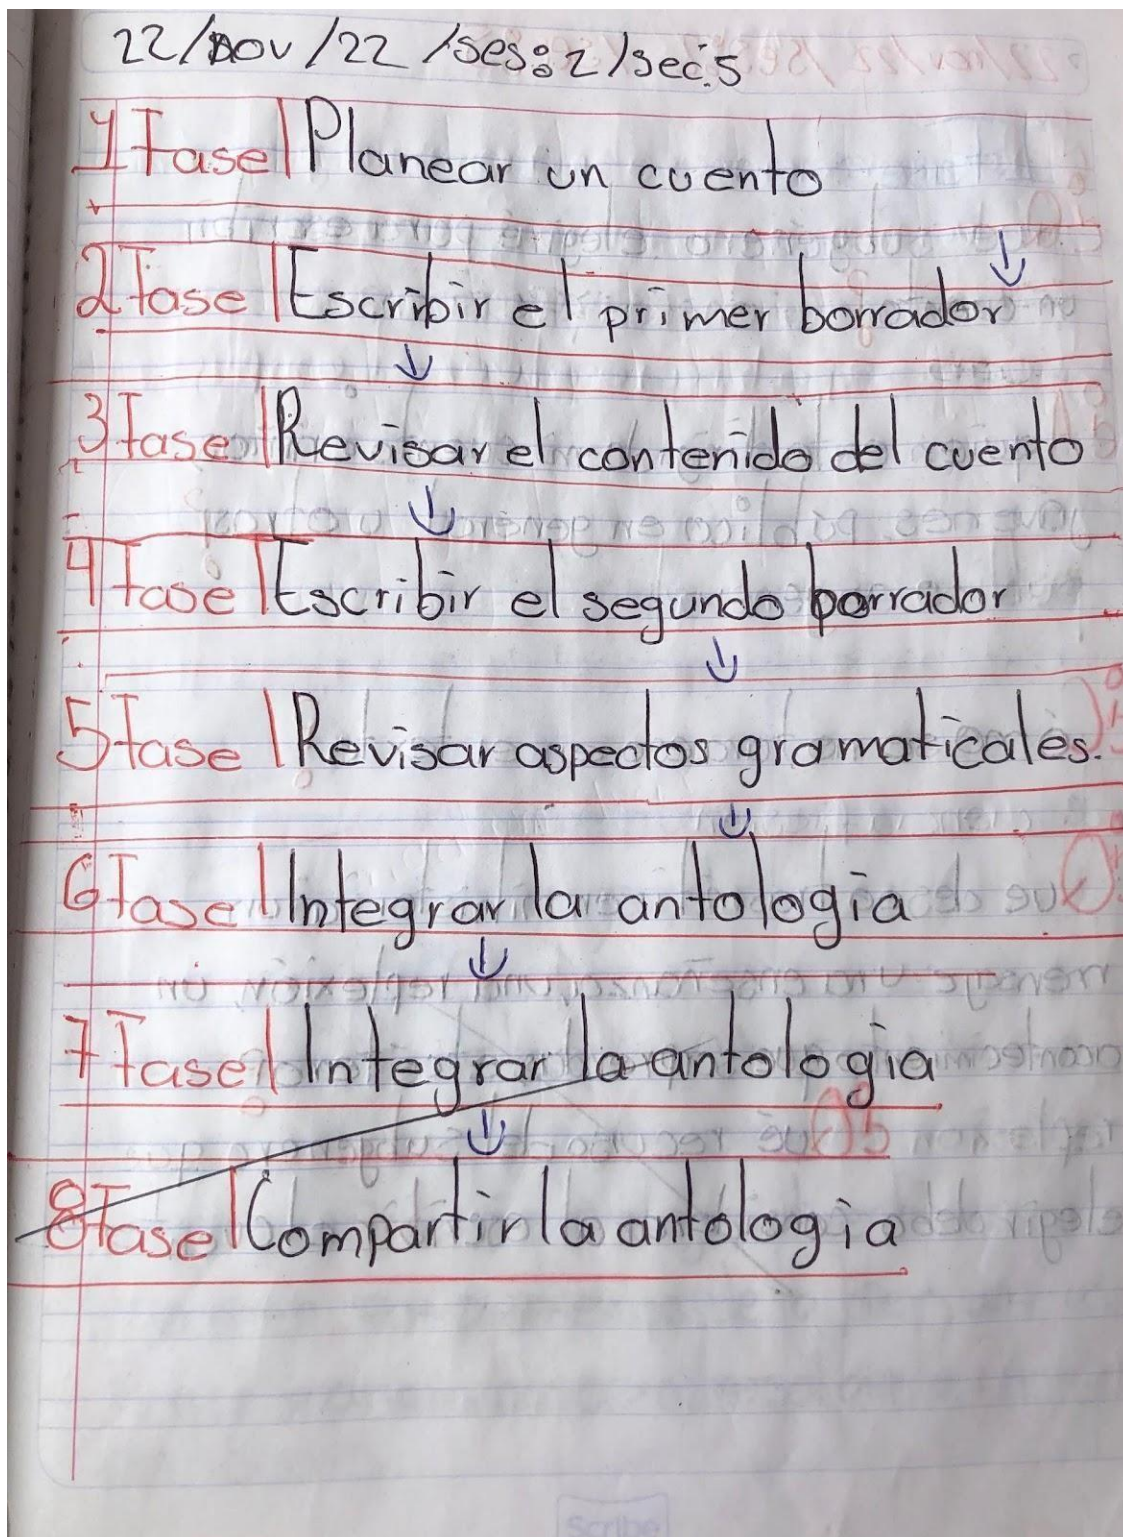 22/nov/22 /ses: 2/sec.5
1 Fase | Planear un cuento
2 Fase | Escribir el primer borrador
3 Fase | Revisar el contenido del cuento
4 Fase | Escribir el segundo borrador
5 Fase | Revisar aspectos gramaticales.
6 Fase | Integrar la antologia
7 Fase | Integrar la antologia
8 Fase | Compartir la antologia
Scribe